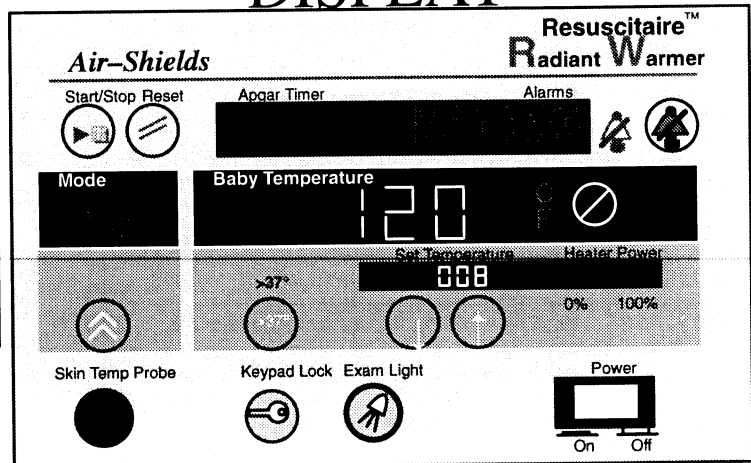 DISPLAY
Resuscitaire™
Air–Shields
Radiant Warmer
Start/Stop Reset
Apgar Timer
Alarms
Mode
Baby Temperature
120
C
F
Set Temperature
Heater Power
008
>37°
>37°
0% 100%
Skin Temp Probe
Keypad Lock
Exam Light
Power
On Off